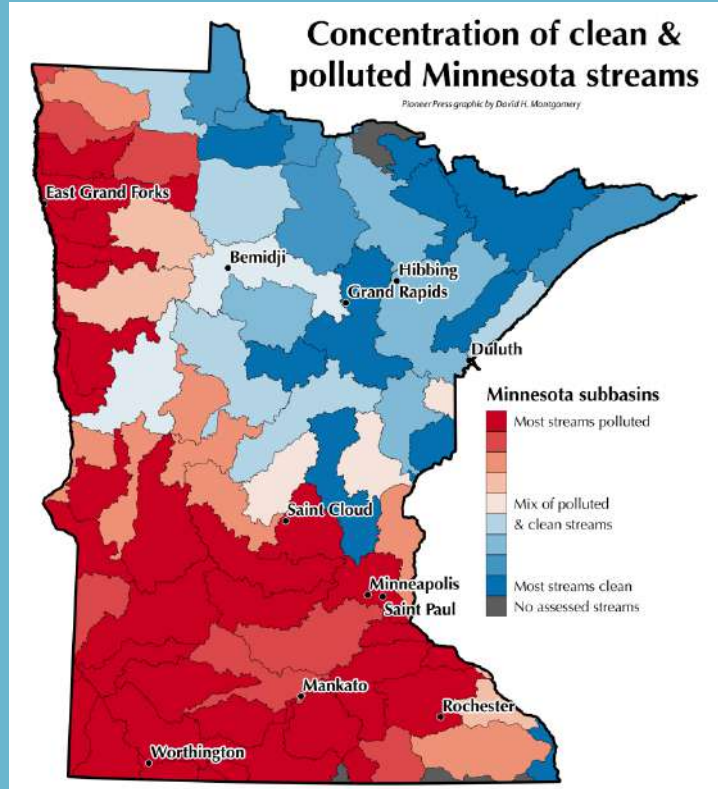 Concentration of clean &
polluted Minnesota streams
Pioneer Press graphic by David H. Montgomery
East Grand Forks
Bemidji
Hibbing
Grand Rapids
Duluth
Minnesota subbasins
Most streams polluted
Mix of polluted
& clean streams
Most streams clean
No assessed streams
Saint Cloud
Minneapolis
Saint Paul
Mankato
Rochester
Worthington